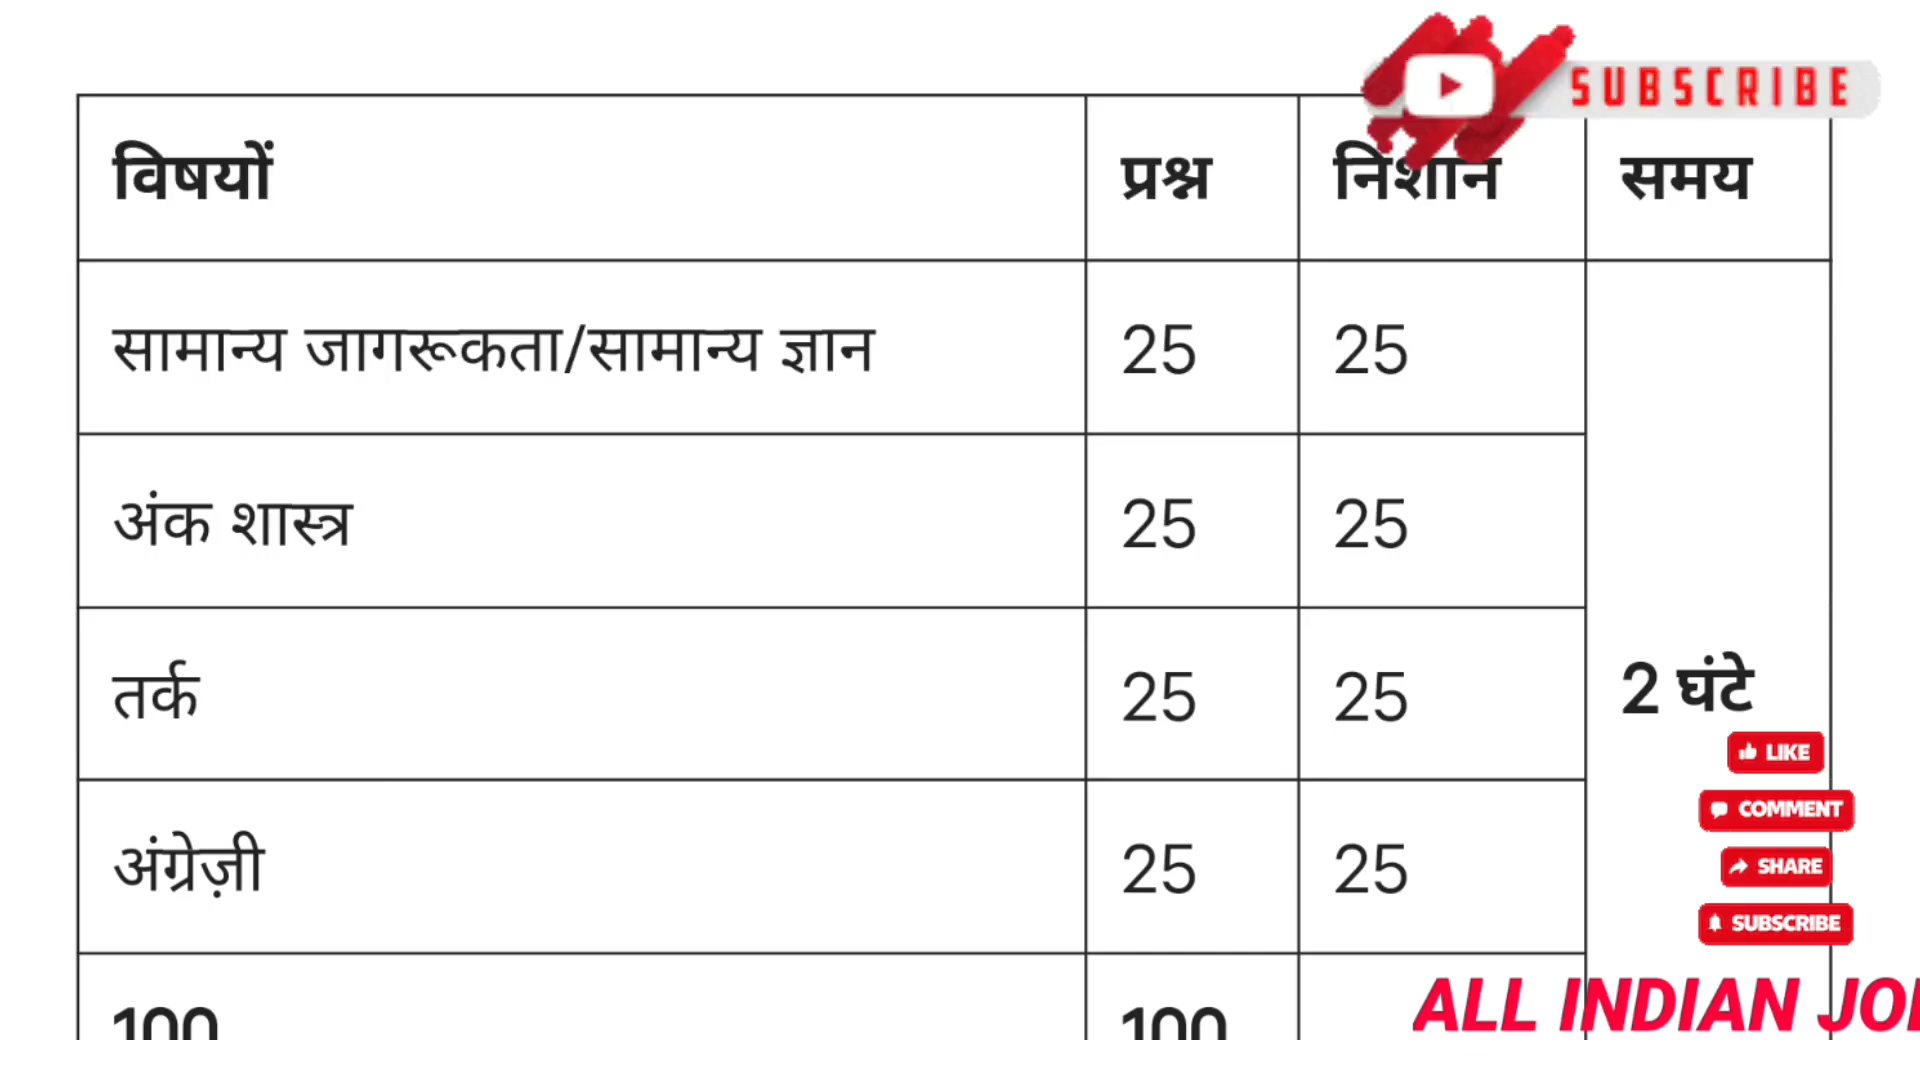 SUBSCRIBE
विषयों प्रश्न निशान समय
सामान्य जागरूकता/सामान्य ज्ञान 25 25
अंक शास्त्र 25 25
तर्क 25 25
2 घंटे
LIKE
COMMENT
अंग्रेज़ी 25 25
SHARE
SUBSCRIBE
100 100
ALL INDIAN JO